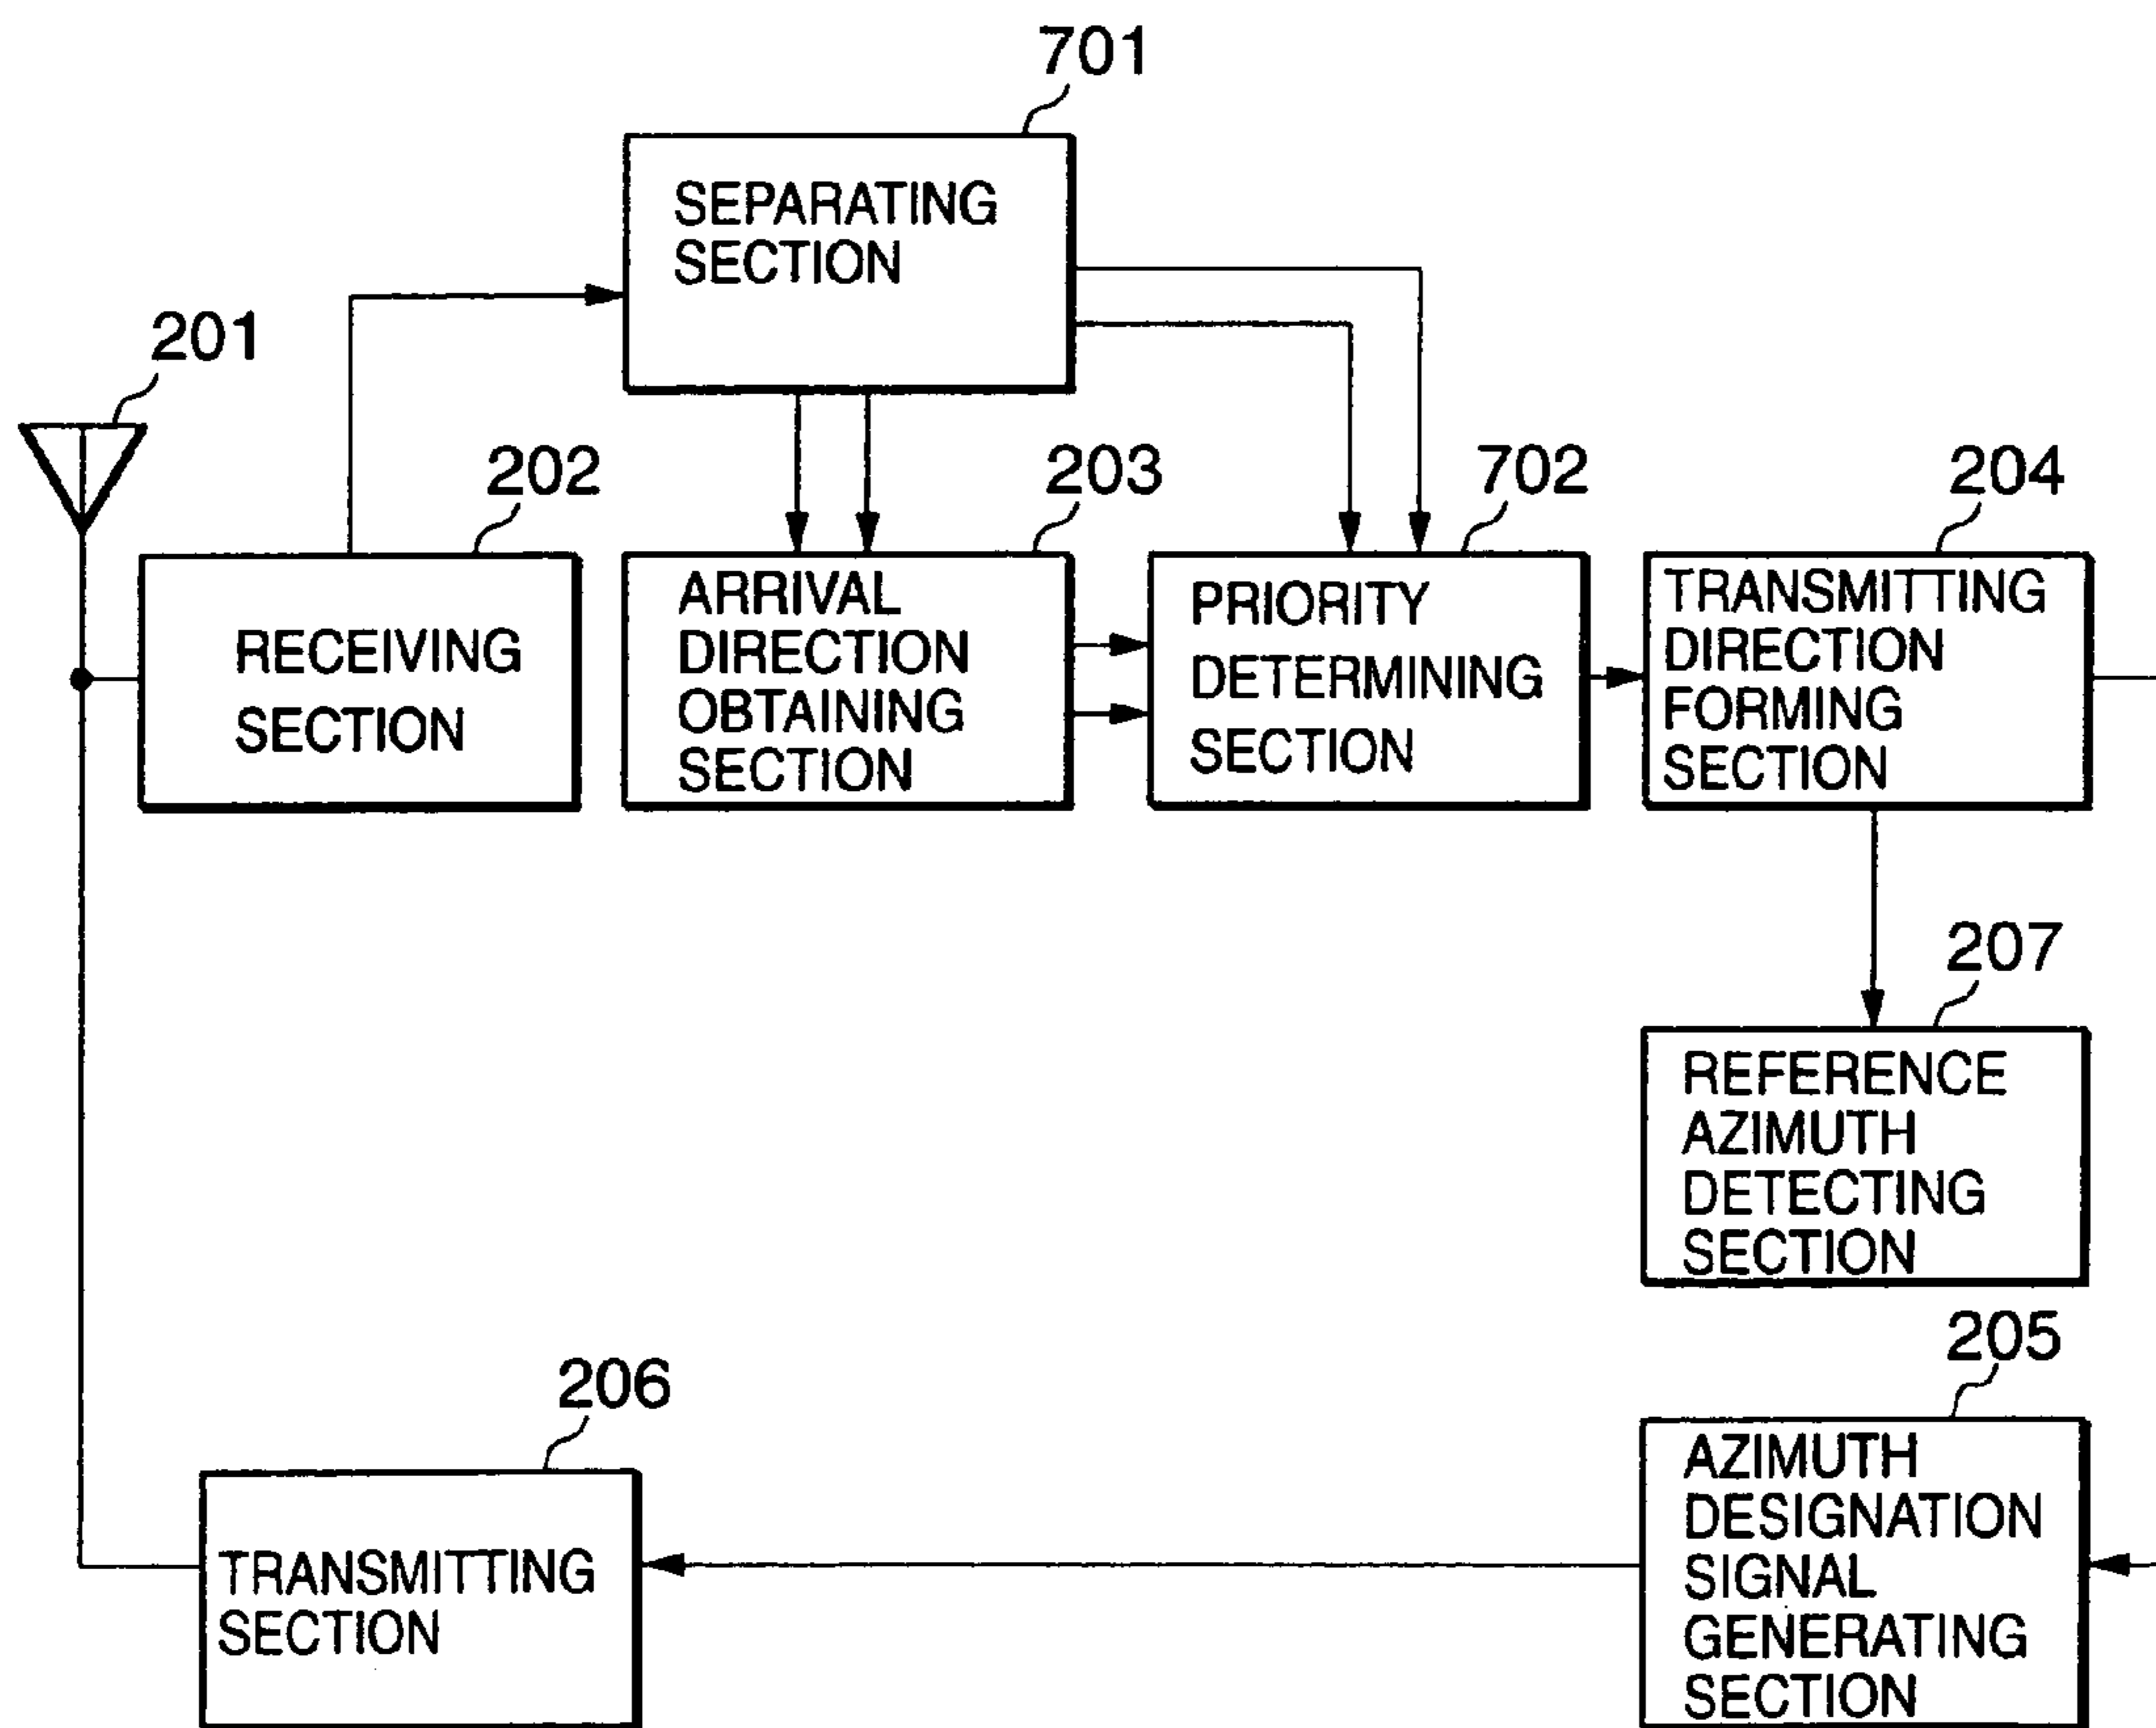 701
SEPARATING
SECTION
201
202
203
702
204
RECEIVING
SECTION
ARRIVAL
DIRECTION
OBTAINING
SECTION
PRIORITY
DETERMINING
SECTION
TRANSMITTING
DIRECTION
FORMING
SECTION
207
REFERENCE
AZIMUTH
DETECTING
SECTION
205
206
AZIMUTH
DESIGNATION
SIGNAL
GENERATING
SECTION
TRANSMITTING
SECTION